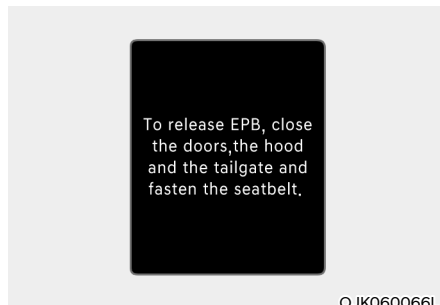 To release EPB, close
the doors,the hood
and the tailgate and
fasten the seatbelt.
OJK060066L